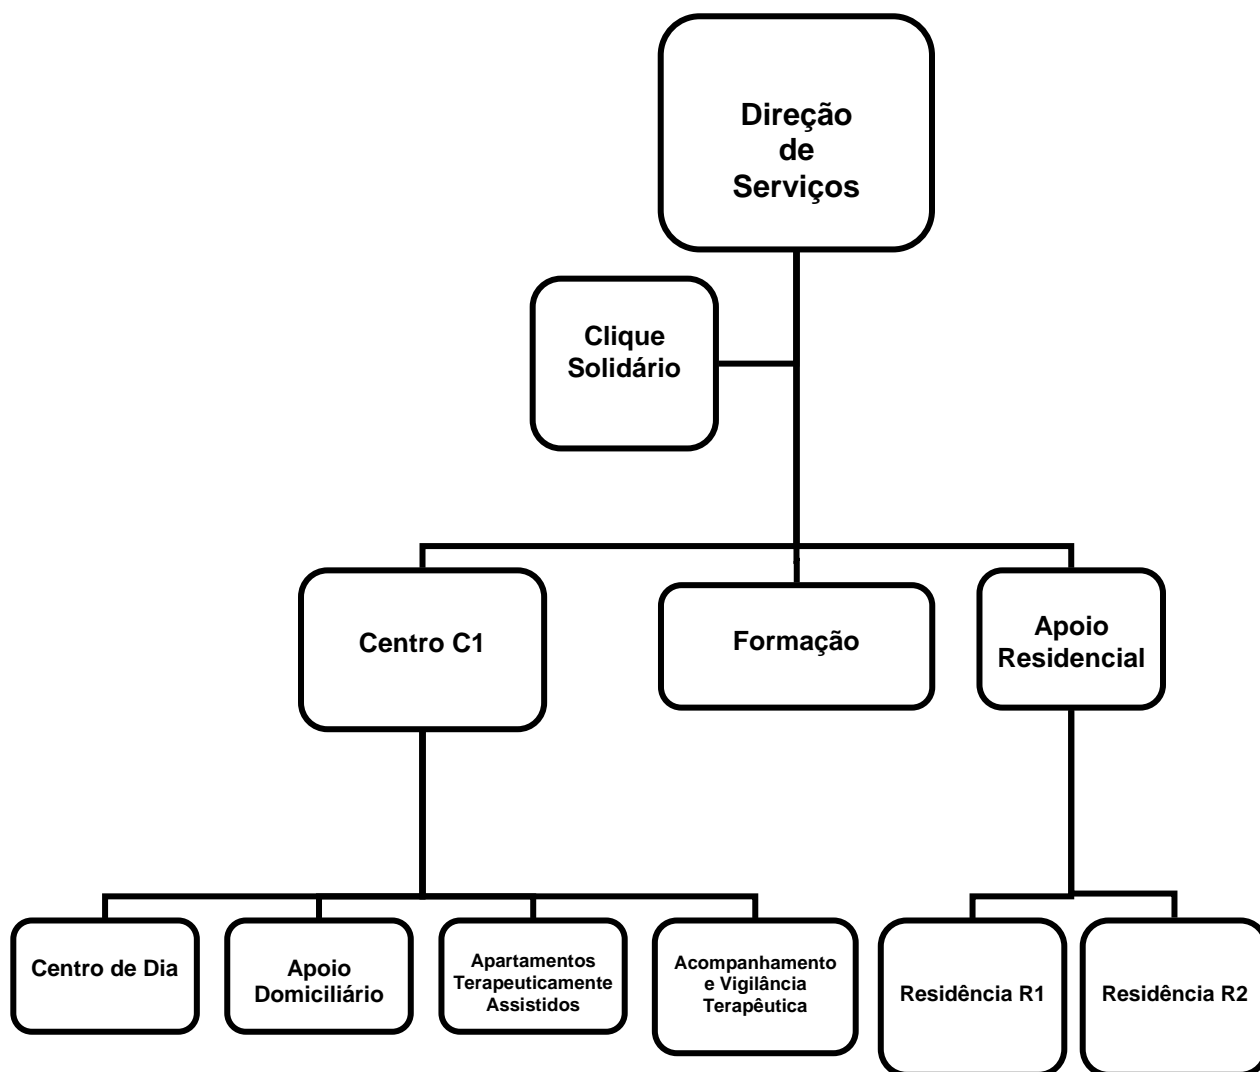 Direção
de
Serviços
Clique
Solidário
Centro C1
Formação
Apoio
Residencial
Centro de Dia
Apoio
Domiciliário
Apartamentos
Terapeuticamente
Assistidos
Acompanhamento
e Vigilância
Terapêutica
Residência R1
Residência R2